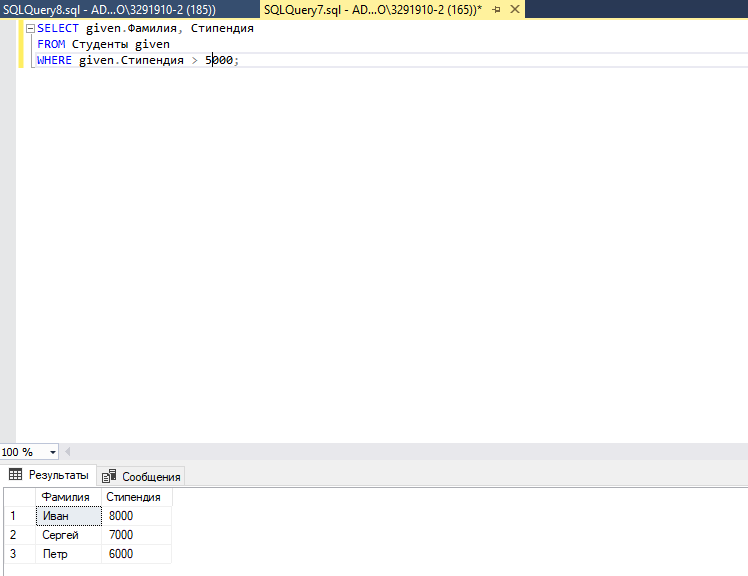 SQLQuery8.sql - AD...O\3291910-2 (185)) SQLQuery7.sql - AD...O\3291910-2 (165))*
SELECT given.Фамилия, Стипендия
FROM Студенты given
WHERE given.Стипендия > 5000;
100 %
Результаты Сообщения
Фамилия Стипендия
1 Иван 8000
2 Сергей 7000
3 Петр 6000